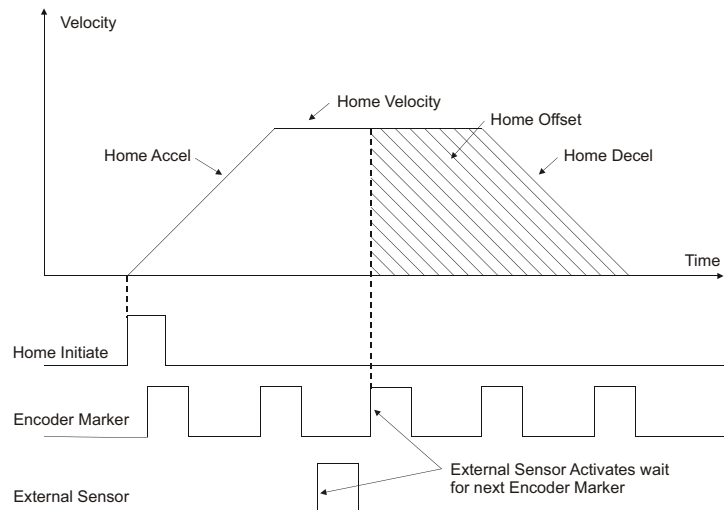 Velocity
Home Velocity
Home Offset
Home Accel
Home Decel
Time
Home Initiate
Encoder Marker
External Sensor Activates wait
for next Encoder Marker
External Sensor